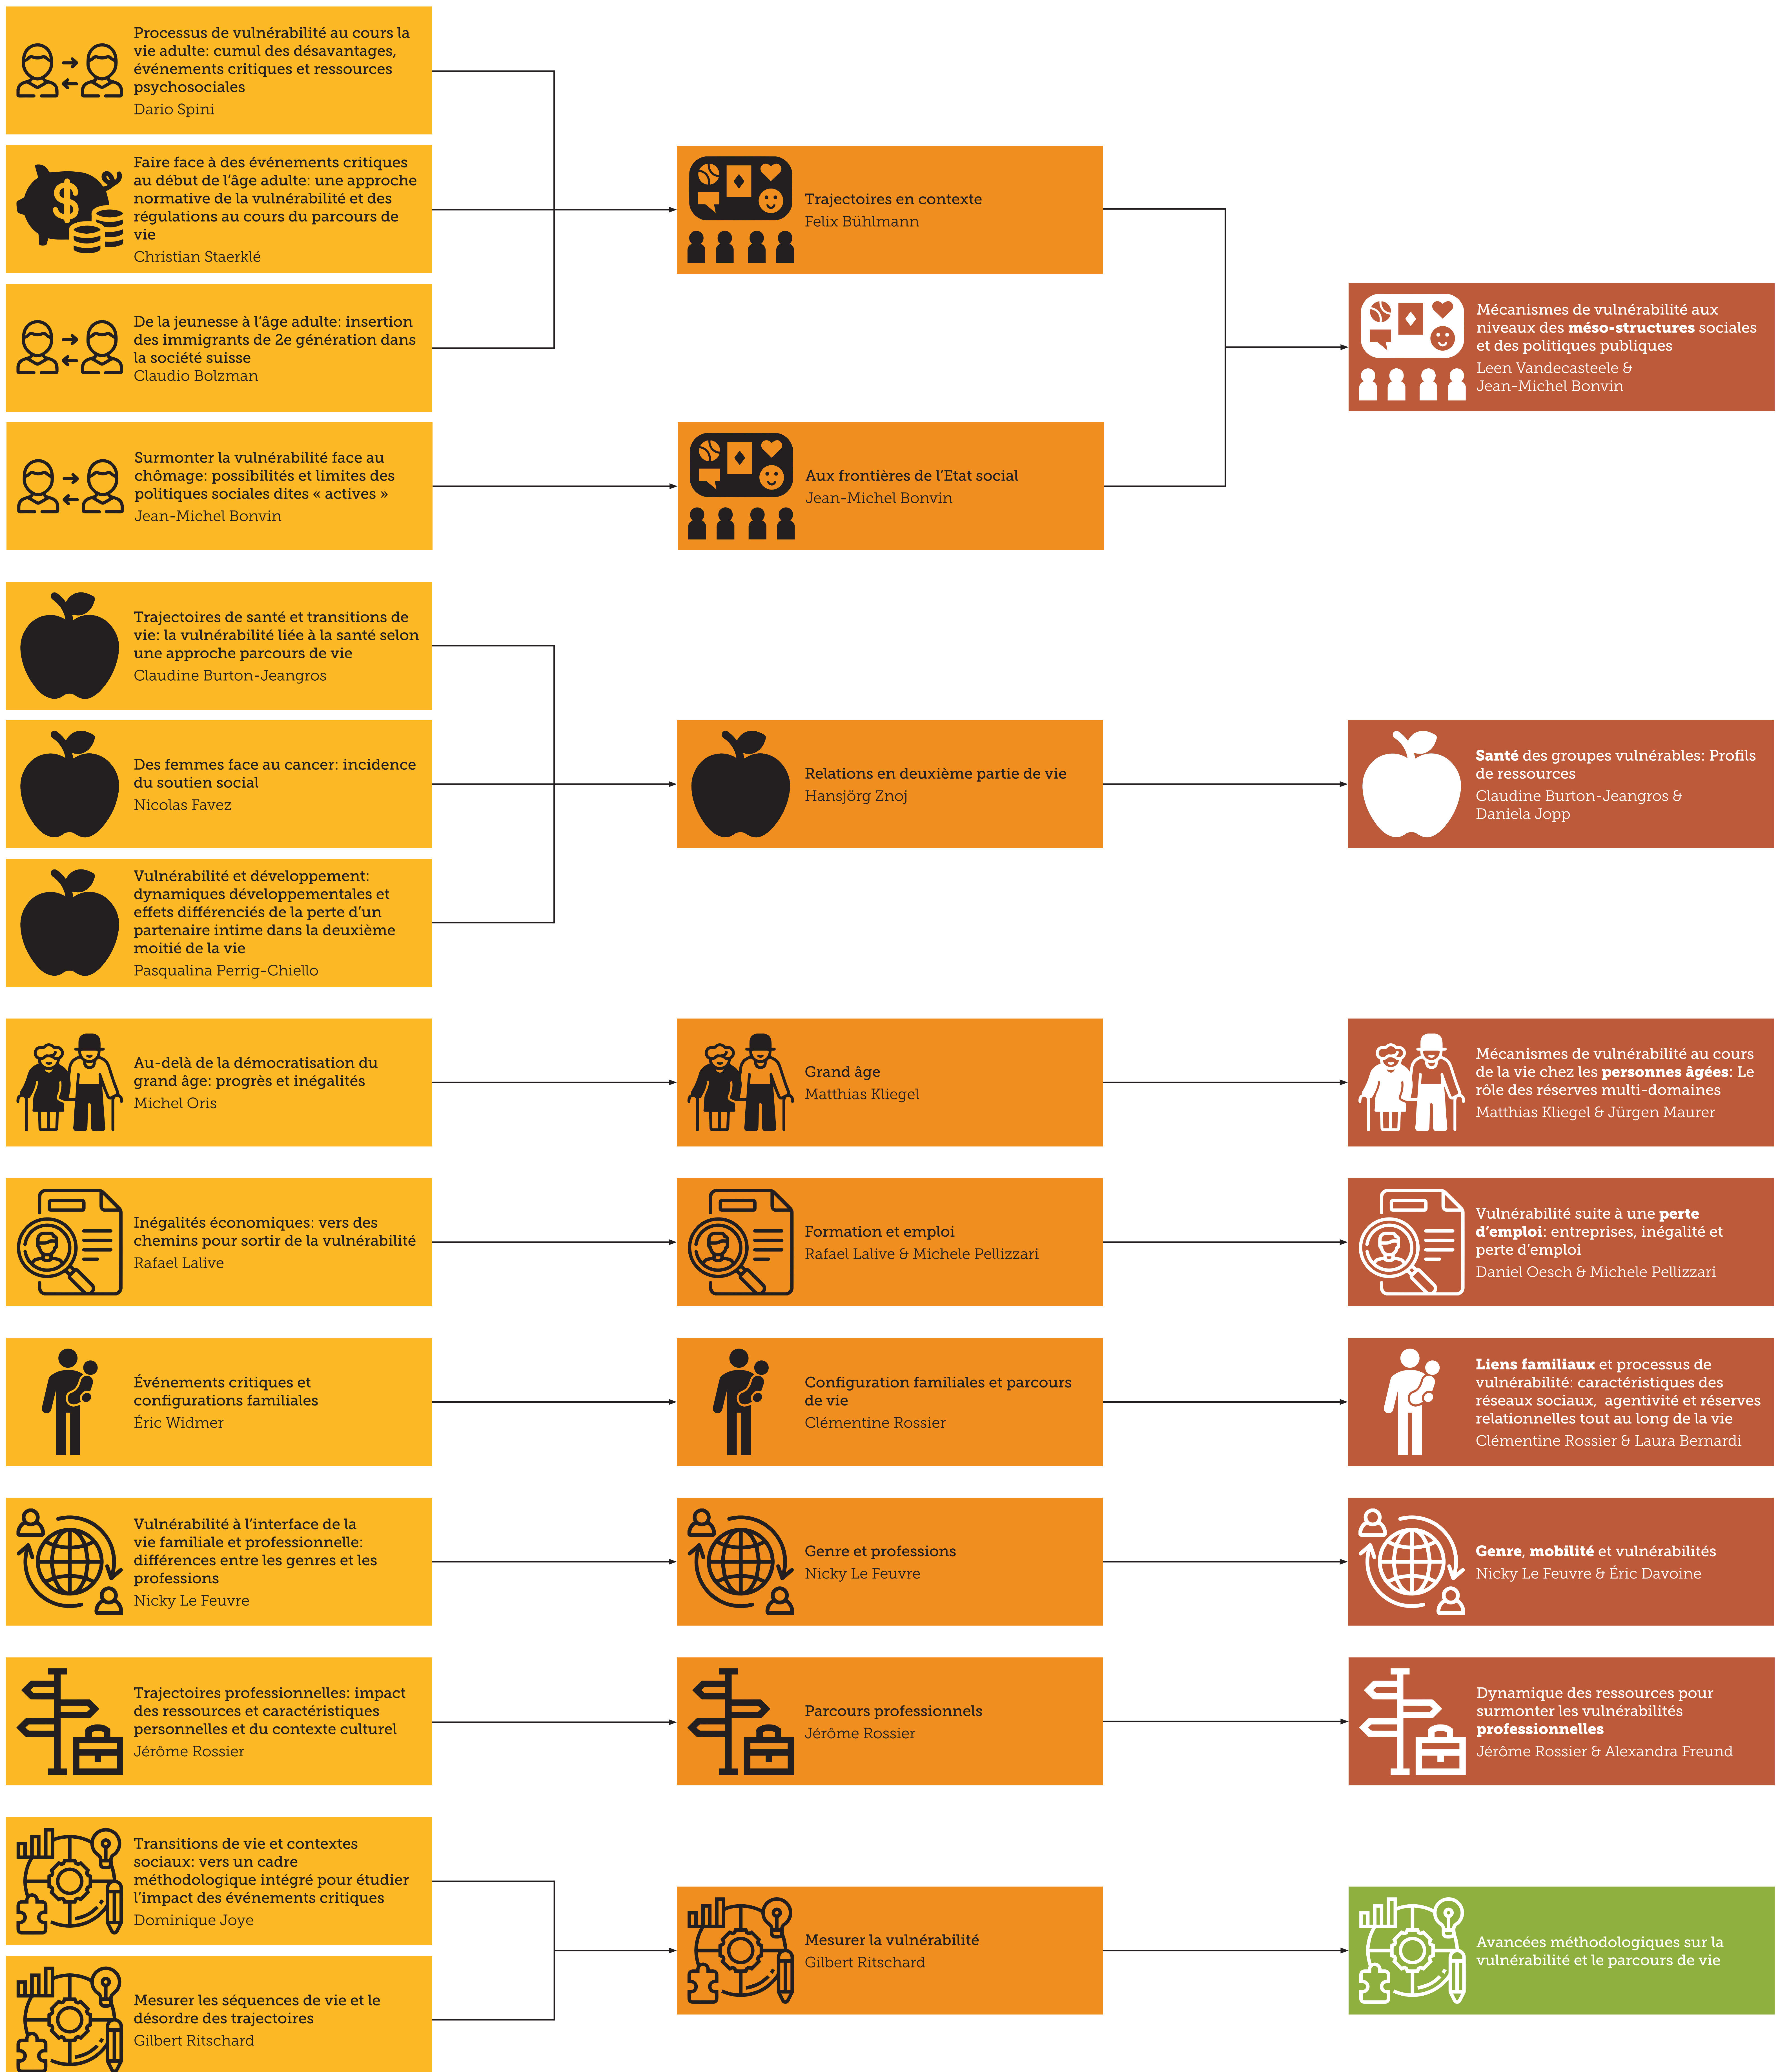 Processus de vulnérabilité au cours la
vie adulte: cumul des désavantages,
événements critiques et ressources
psychosociales
Dario Spini
Faire face à des événements critiques
au début de l'âge adulte: une approche
normative de la vulnérabilité et des
régulations au cours du parcours de
vie
Christian Staerklé
De la jeunesse à l'âge adulte: insertion
des immigrants de 2e génération dans
la société suisse
Claudio Bolzman
Surmonter la vulnérabilité face au
chômage: possibilités et limites des
politiques sociales dites « actives »
Jean-Michel Bonvin
Trajectoires en contexte
Felix Bühlmann
Aux frontières de l'Etat social
Jean-Michel Bonvin
Mécanismes de vulnérabilité aux
niveaux des méso-structures sociales
et des politiques publiques
Leen Vandecasteele &
Jean-Michel Bonvin
Trajectoires de santé et transitions de
vie: la vulnérabilité liée à la santé selon
une approche parcours de vie
Claudine Burton-Jeangros
Des femmes face au cancer: incidence
du soutien social
Nicolas Favez
Vulnérabilité et développement:
dynamiques développementales et
effets différenciés de la perte d'un
partenaire intime dans la deuxième
moitié de la vie
Pasqualina Perrig-Chiello
Relations en deuxième partie de vie
Hansjörg Znoj
Santé des groupes vulnérables: Profils
de ressources
Claudine Burton-Jeangros &
Daniela Jopp
Au-delà de la démocratisation du
grand âge: progrès et inégalités
Michel Oris
Grand âge
Matthias Kliegel
Mécanismes de vulnérabilité au cours
de la vie chez les personnes âgées: Le
rôle des réserves multi-domaines
Matthias Kliegel & Jürgen Maurer
Inégalités économiques: vers des
chemins pour sortir de la vulnérabilité
Rafael Lalive
Formation et emploi
Rafael Lalive & Michele Pellizzari
Vulnérabilité suite à une perte
d'emploi: entreprises, inégalité et
perte d'emploi
Daniel Oesch & Michele Pellizzari
Événements critiques et
configurations familiales
Éric Widmer
Configuration familiales et parcours
de vie
Clémentine Rossier
Liens familiaux et processus de
vulnérabilité: caractéristiques des
réseaux sociaux, agentivité et réserves
relationnelles tout au long de la vie
Clémentine Rossier & Laura Bernardi
Vulnérabilité à l'interface de la
vie familiale et professionnelle:
différences entre les genres et les
professions
Nicky Le Feuvre
Genre et professions
Nicky Le Feuvre
Genre, mobilité et vulnérabilités
Nicky Le Feuvre & Éric Davoine
Trajectoires professionnelles: impact
des ressources et caractéristiques
personnelles et du contexte culturel
Jérôme Rossier
Parcours professionnels
Jérôme Rossier
Dynamique des ressources pour
surmonter les vulnérabilités
professionnelles
Jérôme Rossier & Alexandra Freund
Transitions de vie et contextes
sociaux: vers un cadre
méthodologique intégré pour étudier
l'impact des événements critiques
Dominique Joye
Mesurer les séquences de vie et le
désordre des trajectoires
Gilbert Ritschard
Mesurer la vulnérabilité
Gilbert Ritschard
Avancées méthodologiques sur la
vulnérabilité et le parcours de vie